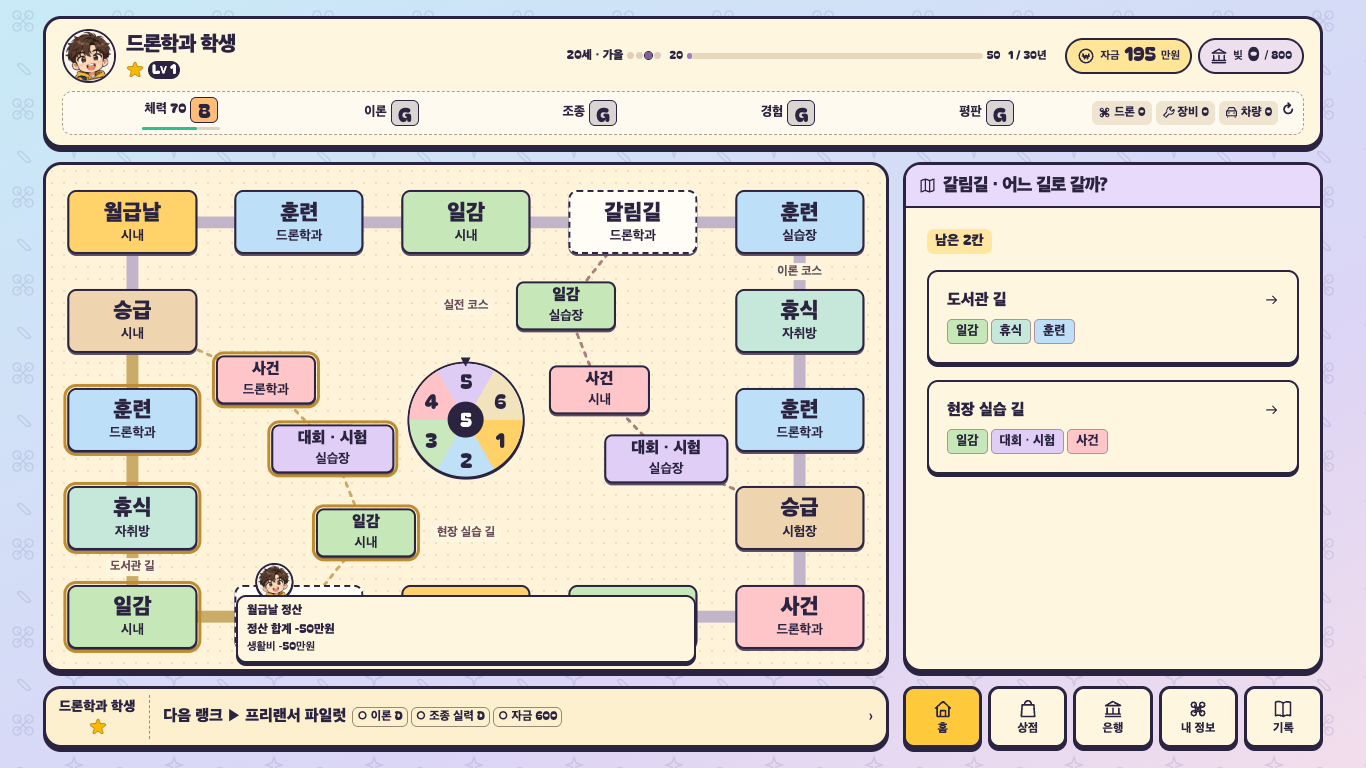 드론학과 학생
Lv 1
20세 · 가을
20
50
1 / 30년
자금 195 만원
빚 0 / 800
체력 70 B
이론 G
조종 G
경험 G
평판 G
드론 0
장비 0
차량 0
월급날
시내
훈련
드론학과
일감
시내
갈림길
드론학과
훈련
실습장
이론 코스
승급
시내
실전 코스
일감
실습장
휴식
자취방
사건
드론학과
5
4
6
5
3
1
2
사건
시내
훈련
드론학과
훈련
드론학과
대회 · 시험
실습장
대회 · 시험
실습장
휴식
자취방
일감
시내
현장 실습 길
승급
시험장
도서관 길
일감
시내
사건
드론학과
월급날 정산
정산 합계 -50만원
생활비 -50만원
갈림길 · 어느 길로 갈까?
남은 2칸
도서관 길 →
일감 휴식 훈련
현장 실습 길 →
일감 대회 · 시험 사건
드론학과 학생
다음 랭크 ▶ 프리랜서 파일럿
이론 D
조종 실력 D
자금 600
›
홈
상점
은행
내 정보
기록